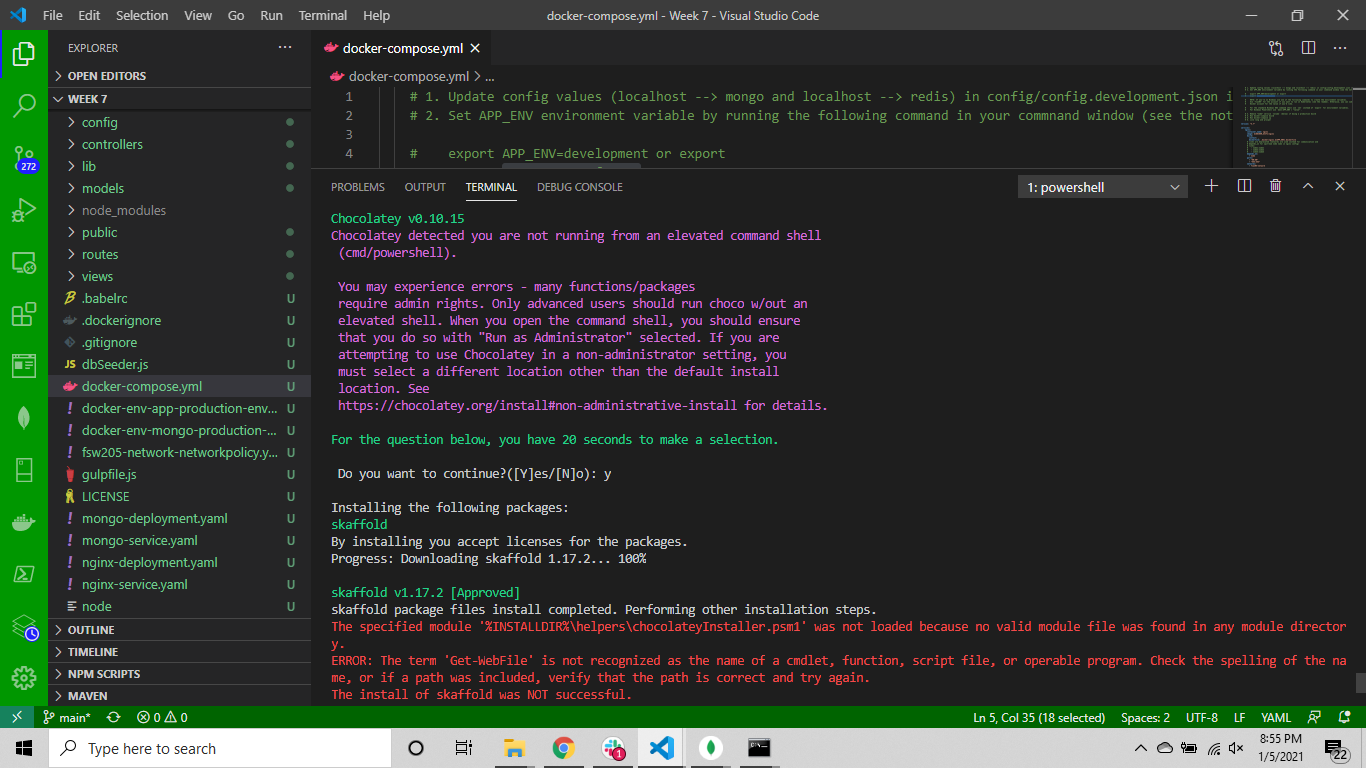 File Edit Selection View Go Run Terminal Help
docker-compose.yml - Week 7 - Visual Studio Code
EXPLORER
OPEN EDITORS
WEEK 7
config
controllers
lib
models
node_modules
public
routes
views
.babelrc U
.dockerignore U
.gitignore U
JS dbSeeder.js U
docker-compose.yml U
! docker-env-app-production-env... U
! docker-env-mongo-production-... U
! fsw205-network-networkpolicy.y... U
gulpfile.js U
LICENSE U
! mongo-deployment.yaml U
! mongo-service.yaml U
! nginx-deployment.yaml U
! nginx-service.yaml U
node U
OUTLINE
TIMELINE
NPM SCRIPTS
MAVEN
272
docker-compose.yml
docker-compose.yml > ...
1 # 1. Update config values (localhost --> mongo and localhost --> redis) in config/config.development.json i
2 # 2. Set APP_ENV environment variable by running the following command in your commnand window (see the not
3
4 # export APP_ENV=development or export
PROBLEMS OUTPUT TERMINAL DEBUG CONSOLE
1: powershell
Chocolatey v0.10.15
Chocolatey detected you are not running from an elevated command shell
(cmd/powershell).
You may experience errors - many functions/packages
require admin rights. Only advanced users should run choco w/out an
elevated shell. When you open the command shell, you should ensure
that you do so with "Run as Administrator" selected. If you are
attempting to use Chocolatey in a non-administrator setting, you
must select a different location other than the default install
location. See
https://chocolatey.org/install#non-administrative-install for details.
For the question below, you have 20 seconds to make a selection.
Do you want to continue?([Y]es/[N]o): y
Installing the following packages:
skaffold
By installing you accept licenses for the packages.
Progress: Downloading skaffold 1.17.2... 100%
skaffold v1.17.2 [Approved]
skaffold package files install completed. Performing other installation steps.
The specified module '%INSTALLDIR%\helpers\chocolateyInstaller.psm1' was not loaded because no valid module file was found in any module director
y.
ERROR: The term 'Get-WebFile' is not recognized as the name of a cmdlet, function, script file, or operable program. Check the spelling of the na
me, or if a path was included, verify that the path is correct and try again.
The install of skaffold was NOT successful.
main* 0 0
Ln 5, Col 35 (18 selected) Spaces: 2 UTF-8 LF YAML
Type here to search
1
8:55 PM
1/5/2021
22